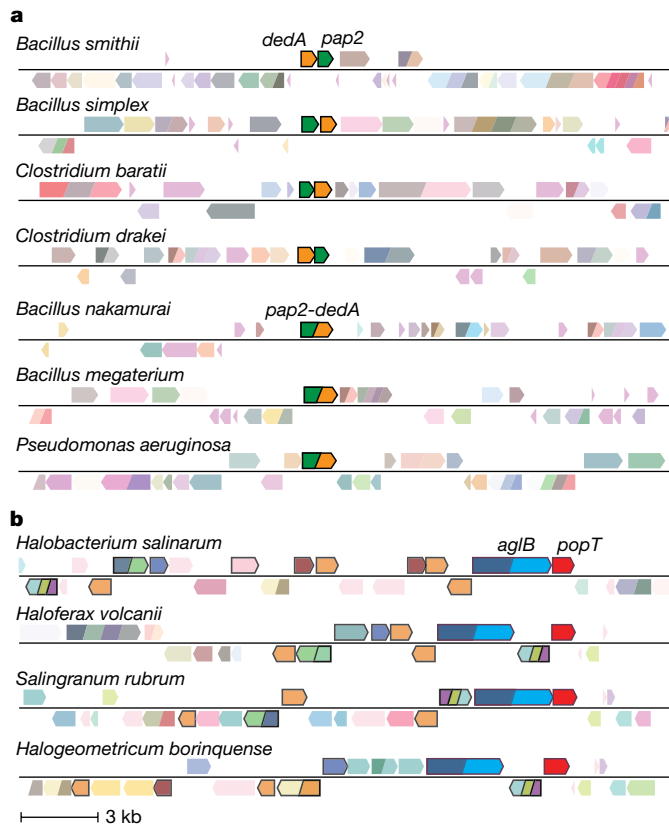 a
dedA pap2
Bacillus smithii
Bacillus simplex
Clostridium baratii
Clostridium drakei
Bacillus nakamurai
pap2-dedA
Bacillus megaterium
Pseudomonas aeruginosa
b
Halobacterium salinarum
aglB popT
Haloferax volcanii
Salingranum rubrum
Halogeometricum borinquense
3 kb